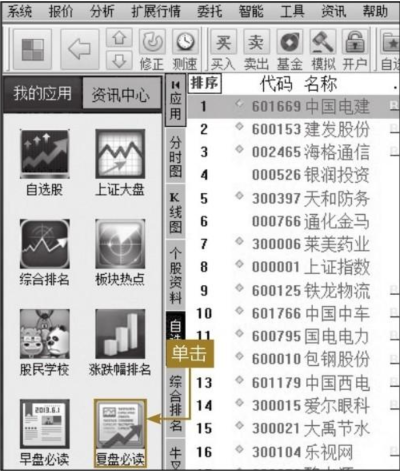 系统 报价 分析 扩展行情 委托 智能 工具 资讯 帮助
修正 测速 买入 卖出 基金 模拟 开户 自选
买 卖
我的应用 资讯中心
自选股 上证大盘
综合排名 板块热点
股民学校 涨跌幅排名
早盘必读 夏盘必读
应用
分时图
K线图
个股资料
自选
综合排名
牛叉
单击
排序 代码 名称
1 601669 中国电建
2 600153 建发股份
3 002465 海格通信
4 000526 银润投资
5 300397 天和防务
6 000766 通化金马
7 300006 莱美药业
8 000001 上证指数
9 600125 铁龙物流
10 601766 中国中车
11 600795 国电电力
600010 包钢股份
13 601179 中国西电
14 300015 爱尔眼科
15 300021 大禹节水
16 300104 乐视网